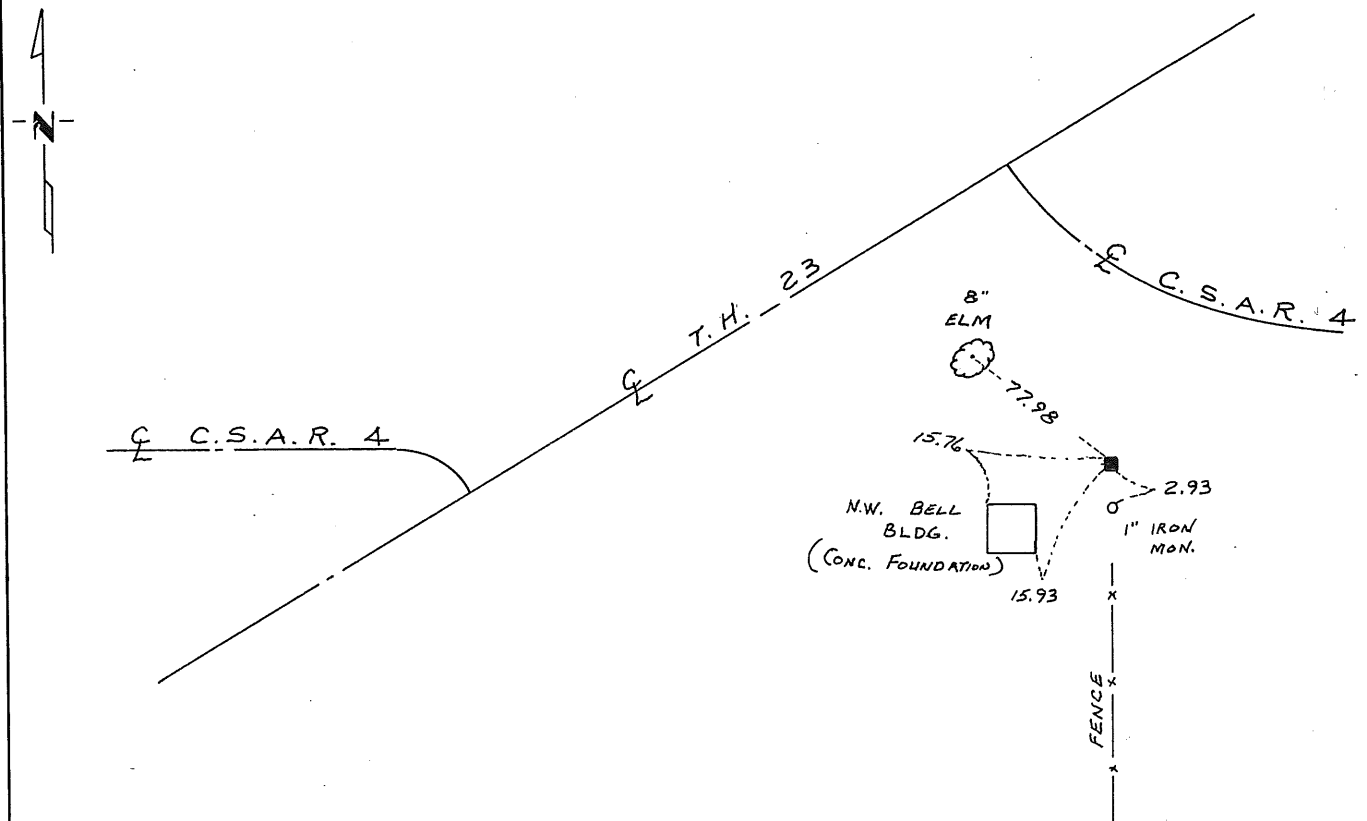 N
T.H. 23
℄
℄ C.S.A.R. 4
℄ C.S.A.R. 4
8"
ELM
77.98
15.76
2.93
N.W. BELL
BLDG.
(CONC. FOUNDATION)
1" IRON
MON.
15.93
FENCE